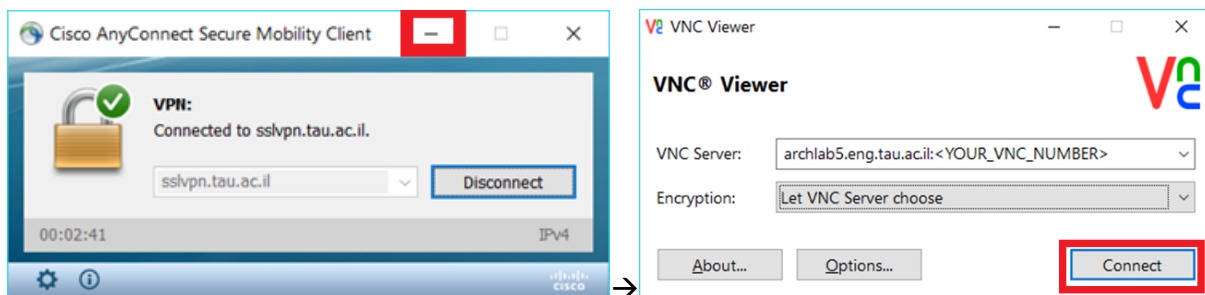 Cisco AnyConnect Secure Mobility Client
VPN:
Connected to sslvpn.tau.ac.il.
sslvpn.tau.ac.il
Disconnect
00:02:41
IPv4
cisco
→
V2 VNC Viewer
VNC® Viewer
VNC
VNC Server:
archlab5.eng.tau.ac.il:<YOUR_VNC_NUMBER>
Encryption:
Let VNC Server choose
About...
Options...
Connect